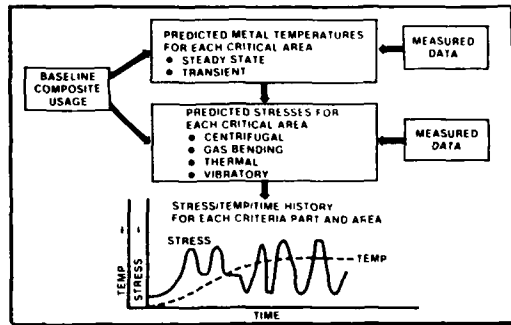 PREDICTED METAL TEMPERATURES
FOR EACH CRITICAL AREA
● STEADY STATE
● TRANSIENT
MEASURED
DATA
BASELINE
COMPOSITE
USAGE
PREDICTED STRESSES FOR
EACH CRITICAL AREA
● CENTRIFUGAL
● GAS BENDING
● THERMAL
● VIBRATORY
MEASURED
DATA
STRESS/TEMP/TIME HISTORY
FOR EACH CRITERIA PART AND AREA
STRESS
TEMP
TEMP
STRESS
TIME